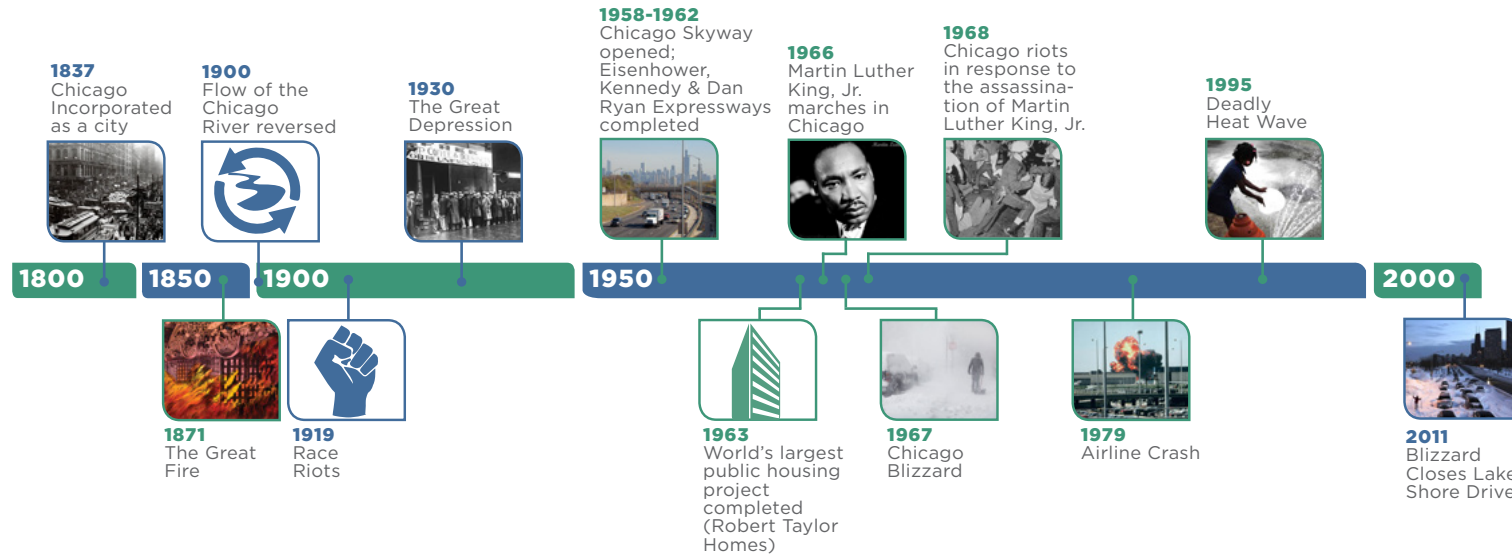 1958-1962
Chicago Skyway
opened;
Eisenhower,
Kennedy & Dan
Ryan Expressways
completed
1968
Chicago riots
in response to
the assassina-
tion of Martin
Luther King, Jr.
1966
Martin Luther
King, Jr.
marches in
Chicago
1837
Chicago
Incorporated
as a city
1900
Flow of the
Chicago
River reversed
1930
The Great
Depression
1995
Deadly
Heat Wave
1800
1850
1900
1950
2000
1871
The Great
Fire
1919
Race
Riots
1963
World's largest
public housing
project
completed
(Robert Taylor
Homes)
1967
Chicago
Blizzard
1979
Airline Crash
2011
Blizzard
Closes Lake
Shore Drive